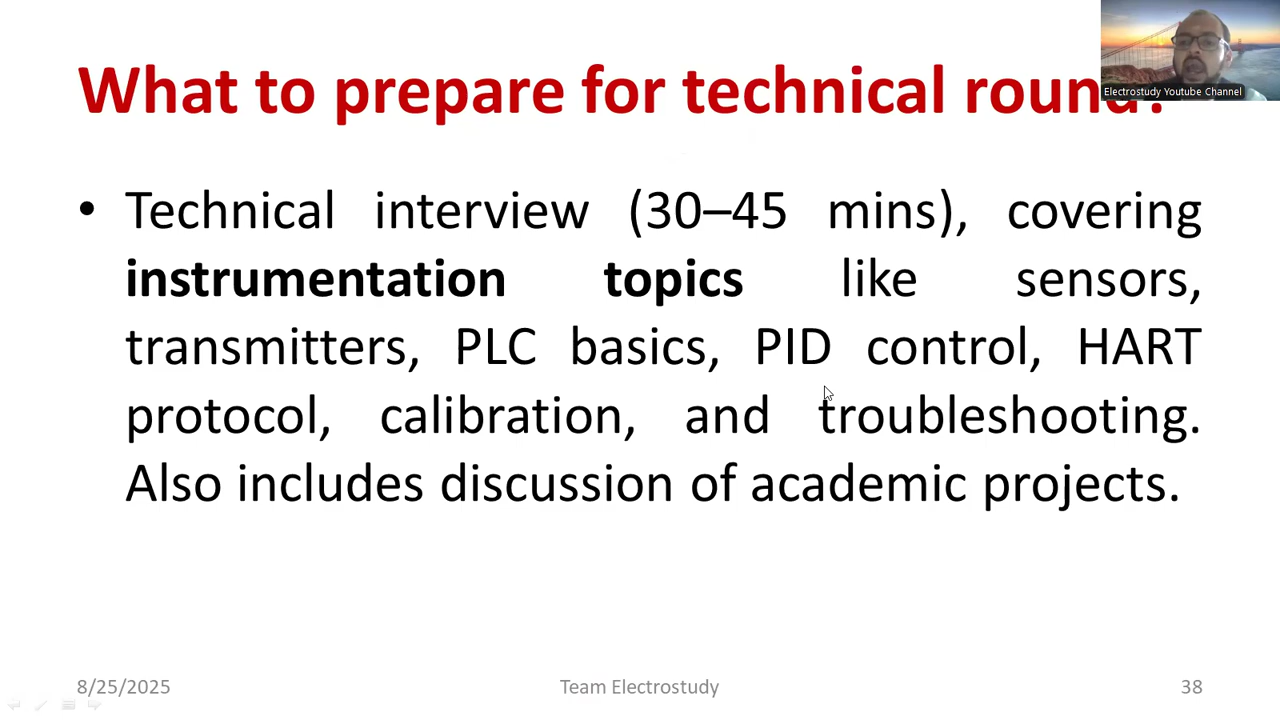 What to prepare for technical round?
Electrostudy Youtube Channel
• Technical interview (30–45 mins), covering
instrumentation topics like sensors,
transmitters, PLC basics, PID control, HART
protocol, calibration, and troubleshooting.
Also includes discussion of academic projects.
8/25/2025
Team Electrostudy
38